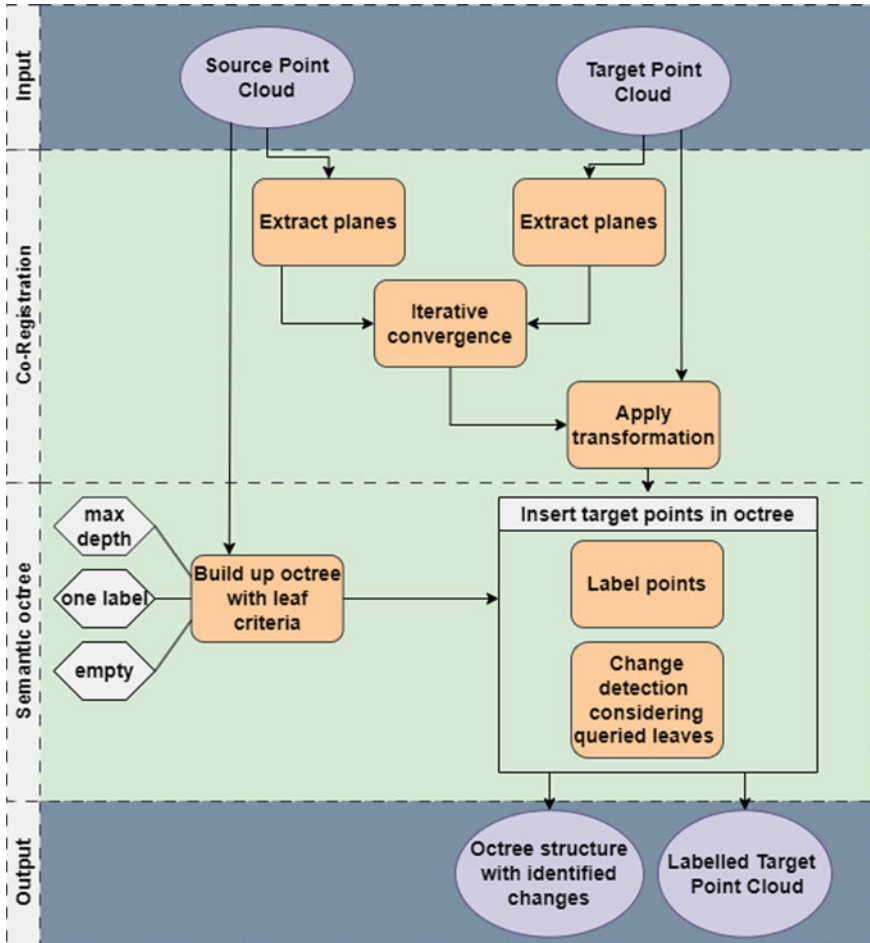 Input
Source Point
Cloud
Target Point
Cloud
Co-Registration
Extract planes
Extract planes
Iterative
convergence
Apply
transformation
Semantic octree
max
depth
one label
empty
Build up octree
with leaf
criteria
Insert target points in octree
Label points
Change
detection
considering
queried leaves
Output
Octree structure
with identified
changes
Labelled Target
Point Cloud